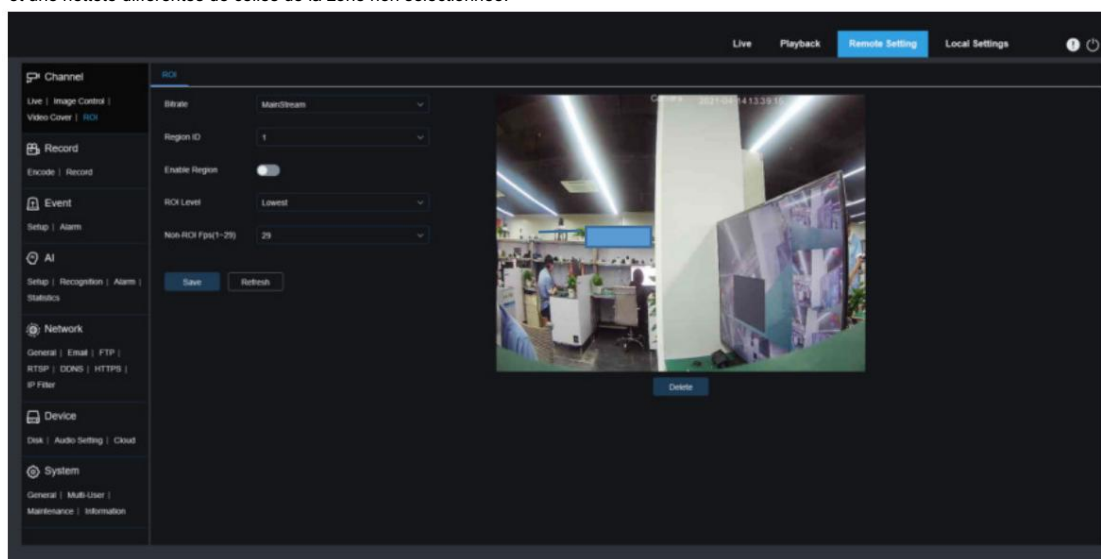 et une netteté différentes de celles de la zone non sélectionnée.
Live Playback Remote Setting Local Settings
Channel
Live | Image Control |
Video Cover | ROI
Record
Encode | Record
Event
Setup | Alarm
AI
Setup | Recognition | Alarm |
Statistics
Network
General | Email | FTP |
RTSP | DDNS | HTTPS |
IP Filter
Device
Disk | Audio Setting | Cloud
System
General | Multi-User |
Maintenance | Information
ROI
Bitrate MainStream
Region ID 1
Enable Region
ROI Level Lowest
Non-ROI Fps(1~29) 29
Save Refresh
Camera
Delete